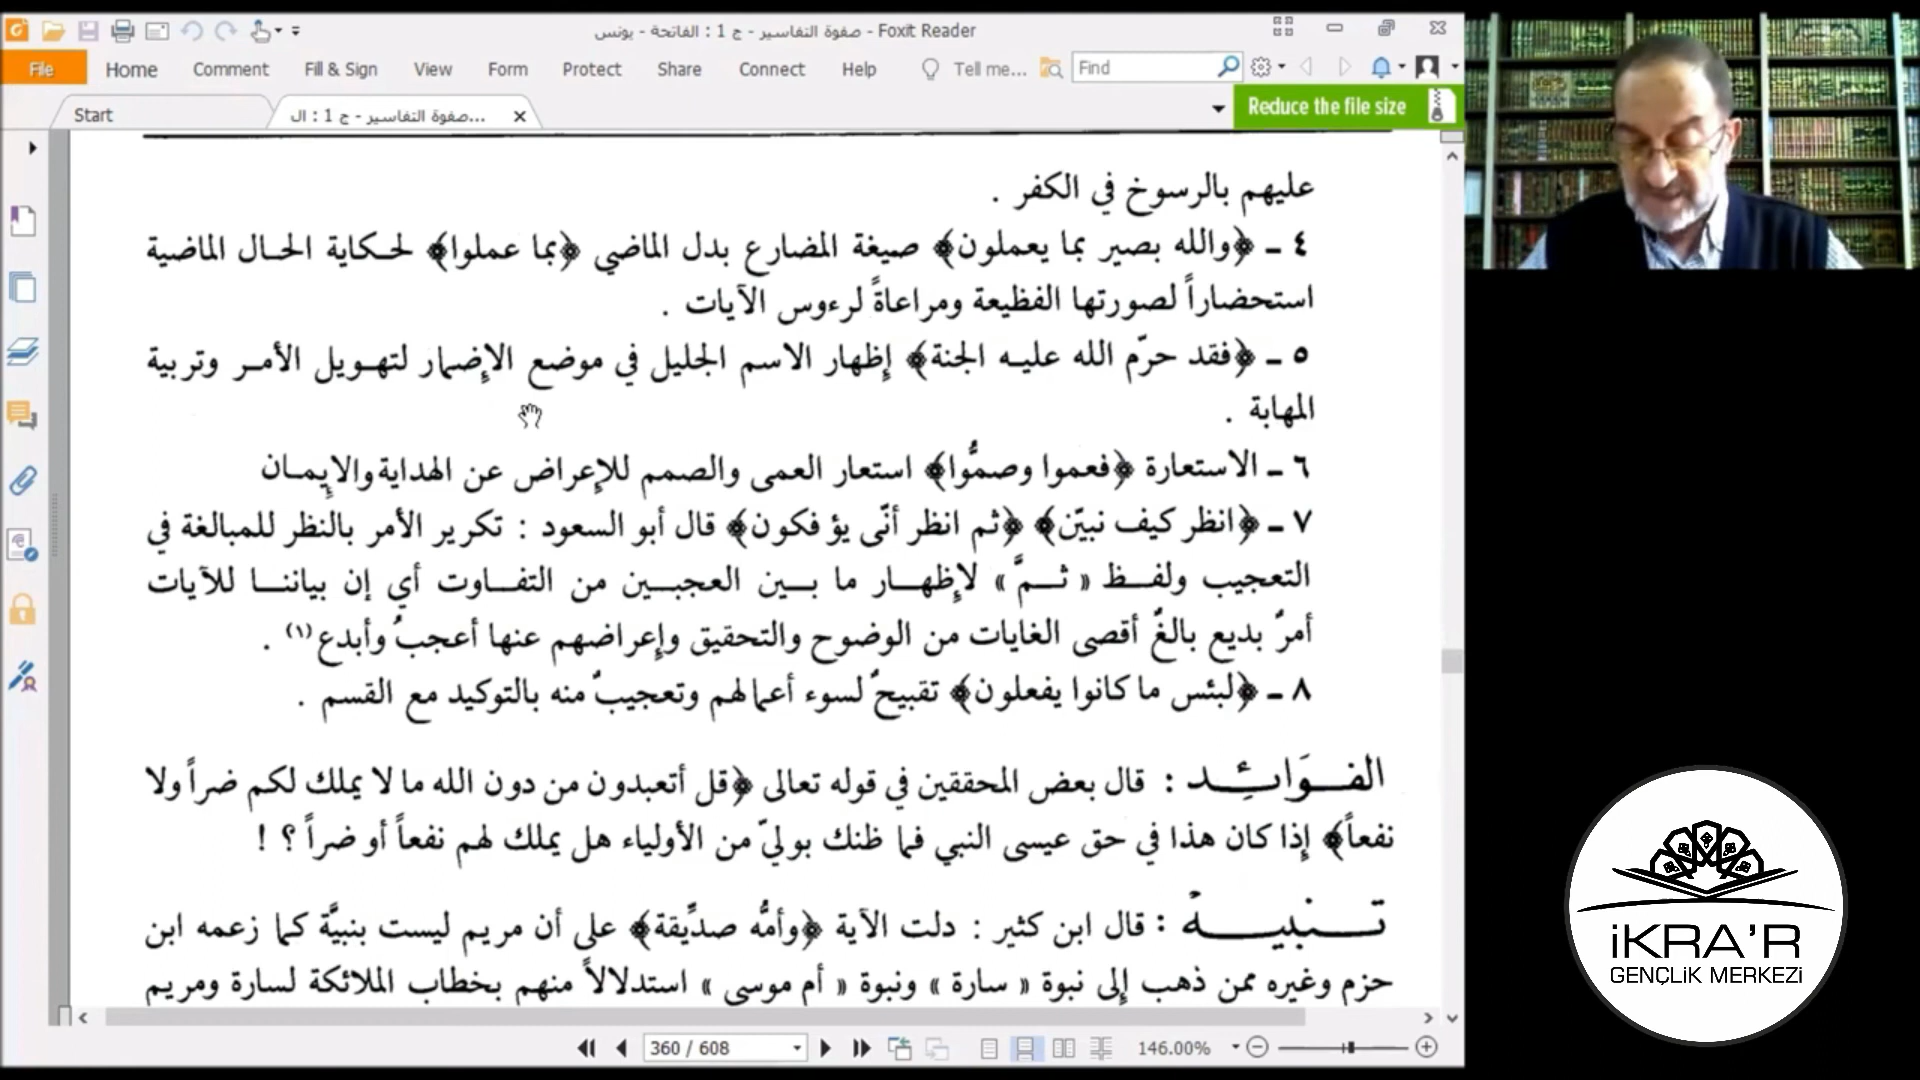 صفوة التفاسير - ج 1 : الفاتحة - يونس - Foxit Reader
File Home Comment Fill & Sign View Form Protect Share Connect Help Tell me... Find
Start
...صفوة التفاسير - ج 1 : ال
Reduce the file size
عليهم بالرسوخ في الكفر .
٤ ـ ﴿والله بصير بما يعملون﴾ صيغة المضارع بدل الماضي ﴿بما عملوا﴾ لحكاية الحال الماضية
استحضاراً لصورتها الفظيعة ومراعاةً لرءوس الآيات .
٥ ـ ﴿فقد حرّم الله عليه الجنة﴾ إظهار الاسم الجليل في موضع الإضمار لتهويل الأمر وتربية
المهابة .
٦ ـ الاستعارة ﴿فعموا وصمُّوا﴾ استعار العمى والصمم للإعراض عن الهداية والإيمان
٧ ـ ﴿انظر كيف نبيّن﴾ ﴿ثم انظر أنّى يؤفكون﴾ قال أبو السعود : تكرير الأمر بالنظر للمبالغة في
التعجيب ولفظ « ثمَّ » لإظهار ما بين العجبين من التفاوت أي إن بياننا للآيات
أمرٌ بديع بالغٌ أقصى الغايات من الوضوح والتحقيق وإعراضهم عنها أعجبُ وأبدع (١) .
٨ ـ ﴿لبئس ما كانوا يفعلون﴾ تقبيحٌ لسوء أعمالهم وتعجيبٌ منه بالتوكيد مع القسم .
الفَوَائِد : قال بعض المحققين في قوله تعالى ﴿قل أتعبدون من دون الله ما لا يملك لكم ضراً ولا
نفعاً﴾ إذا كان هذا في حق عيسى النبي فما ظنك بوليّ من الأولياء هل يملك لهم نفعاً أو ضراً ؟ !
تنبيهْ : قال ابن كثير : دلت الآية ﴿وأمُّه صدِّيقة﴾ على أن مريم ليست بنبيَّة كما زعمه ابن
حزم وغيره ممن ذهب إلى نبوة « سارة » ونبوة « أم موسى » استدلالاً منهم بخطاب الملائكة لسارة ومريم
360 / 608
146.00%
iKRA'R
GENÇLiK MERKEZi